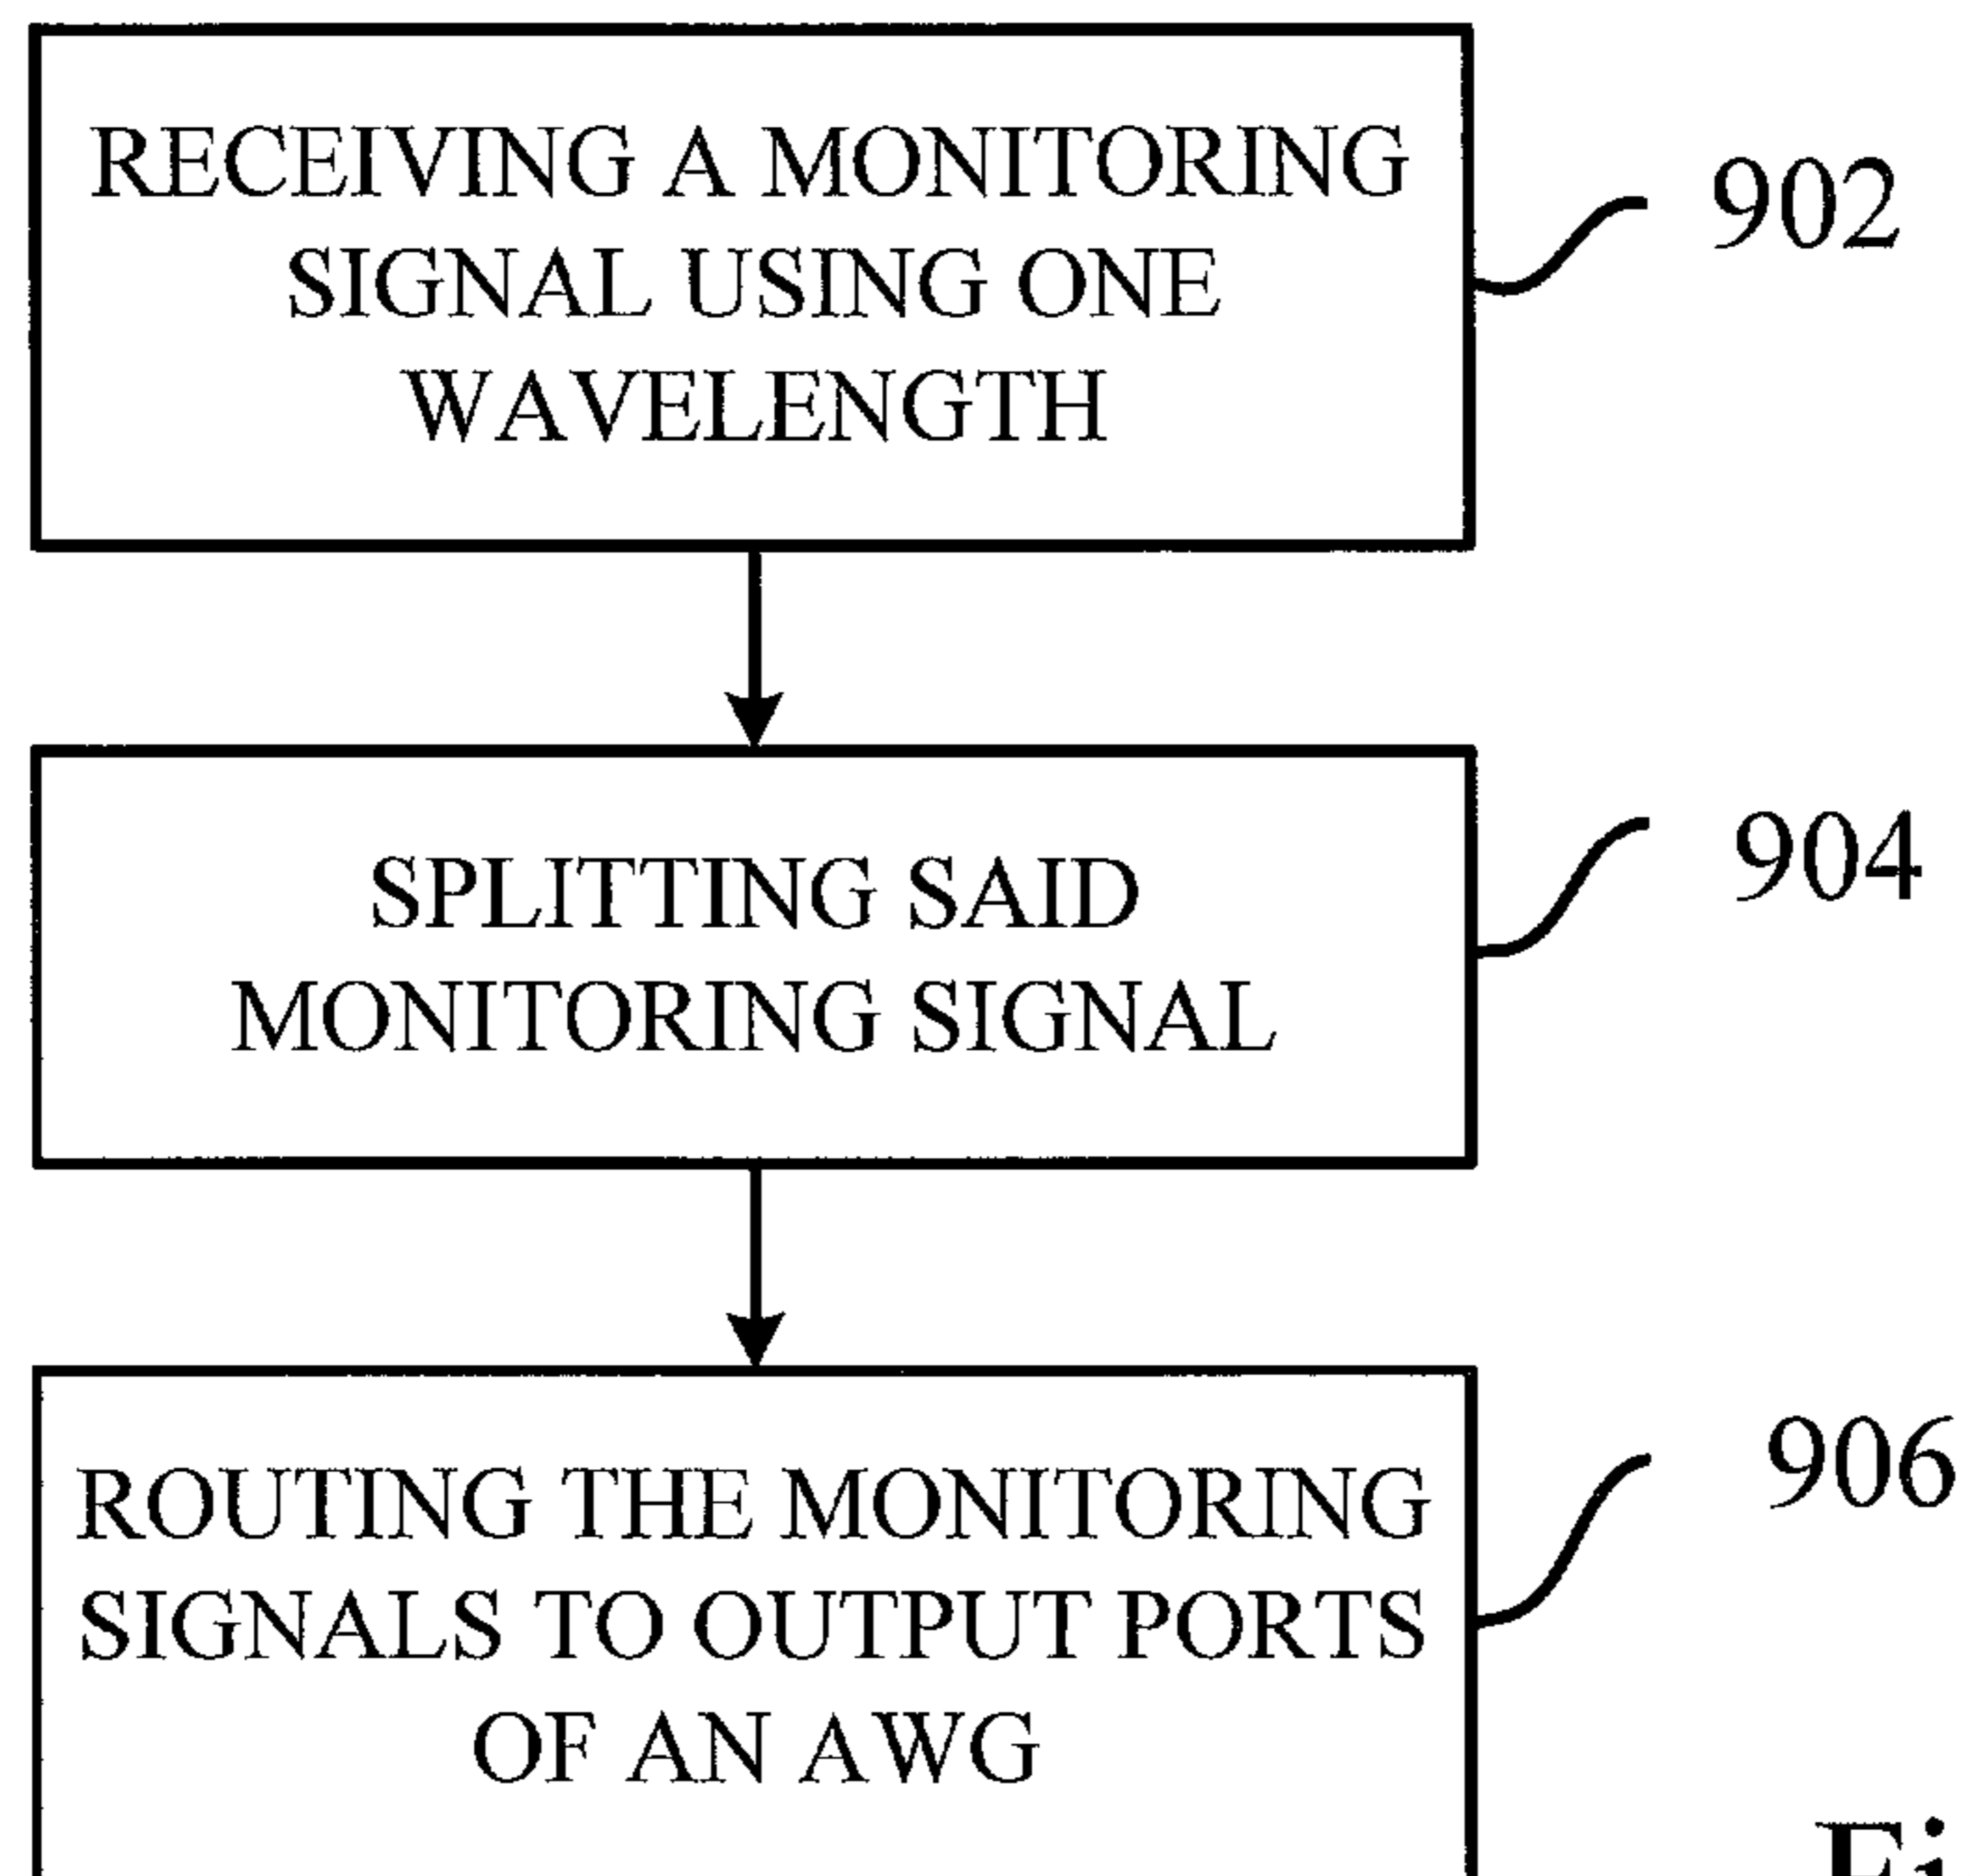 RECEIVING A MONITORING
SIGNAL USING ONE
WAVELENGTH
902
SPLITTING SAID
MONITORING SIGNAL
904
ROUTING THE MONITORING
SIGNALS TO OUTPUT PORTS
OF AN AWG
906